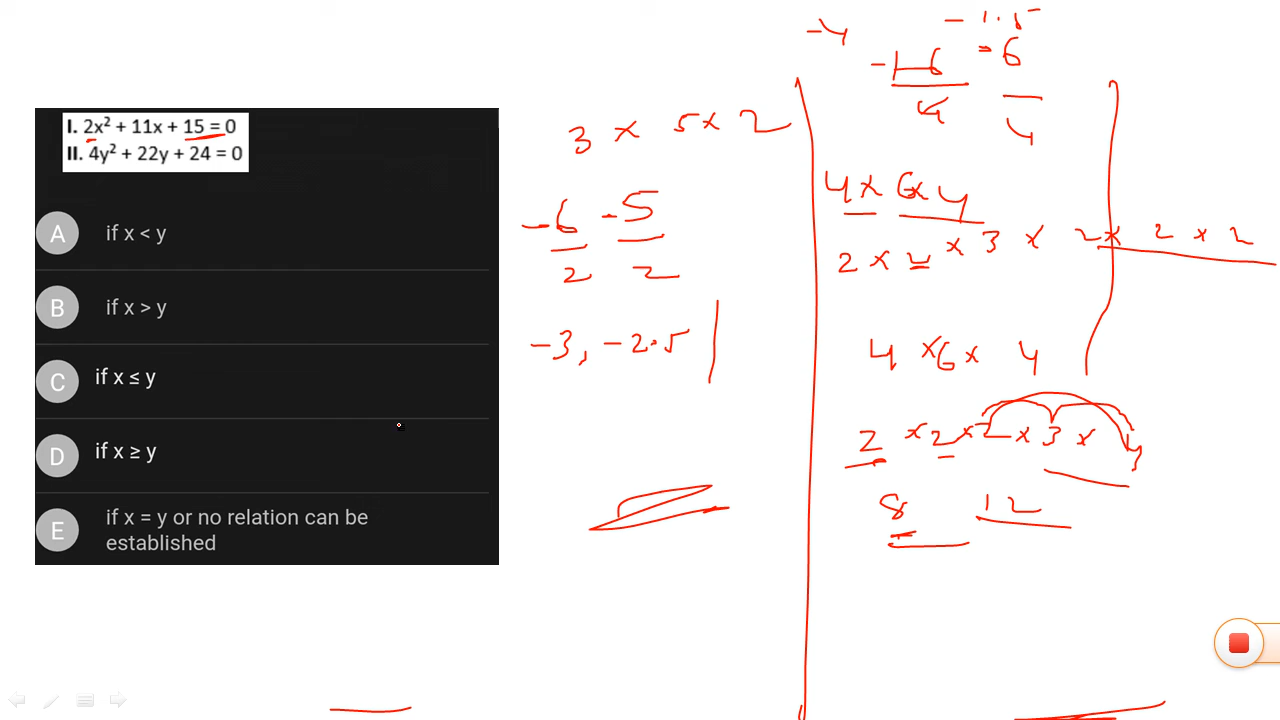 I. 2x² + 11x + 15 = 0
II. 4y² + 22y + 24 = 0
A if x < y
B if x > y
C if x ≤ y
D if x ≥ y
E if x = y or no relation can be
established
3 × 5 × 2
-6 -5
2 2
-3, -2.5
-4 -1.5
-16 -6
4 4
4 × 6 × 4
2 × 2 × 3 × 2 × 2 × 2
4 × 6 × 4
2 × 2 × 2 × 3 × 4
8 12